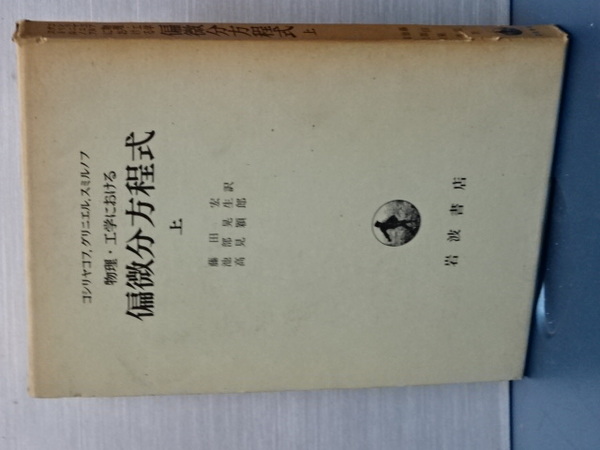 コシリヤコフ,グリニエル,スミルノフ
物理・工学における
偏微分方程式
上
藤田 宏
池部晃生 訳
高見穎郎
岩波書店
偏微分方程式 上